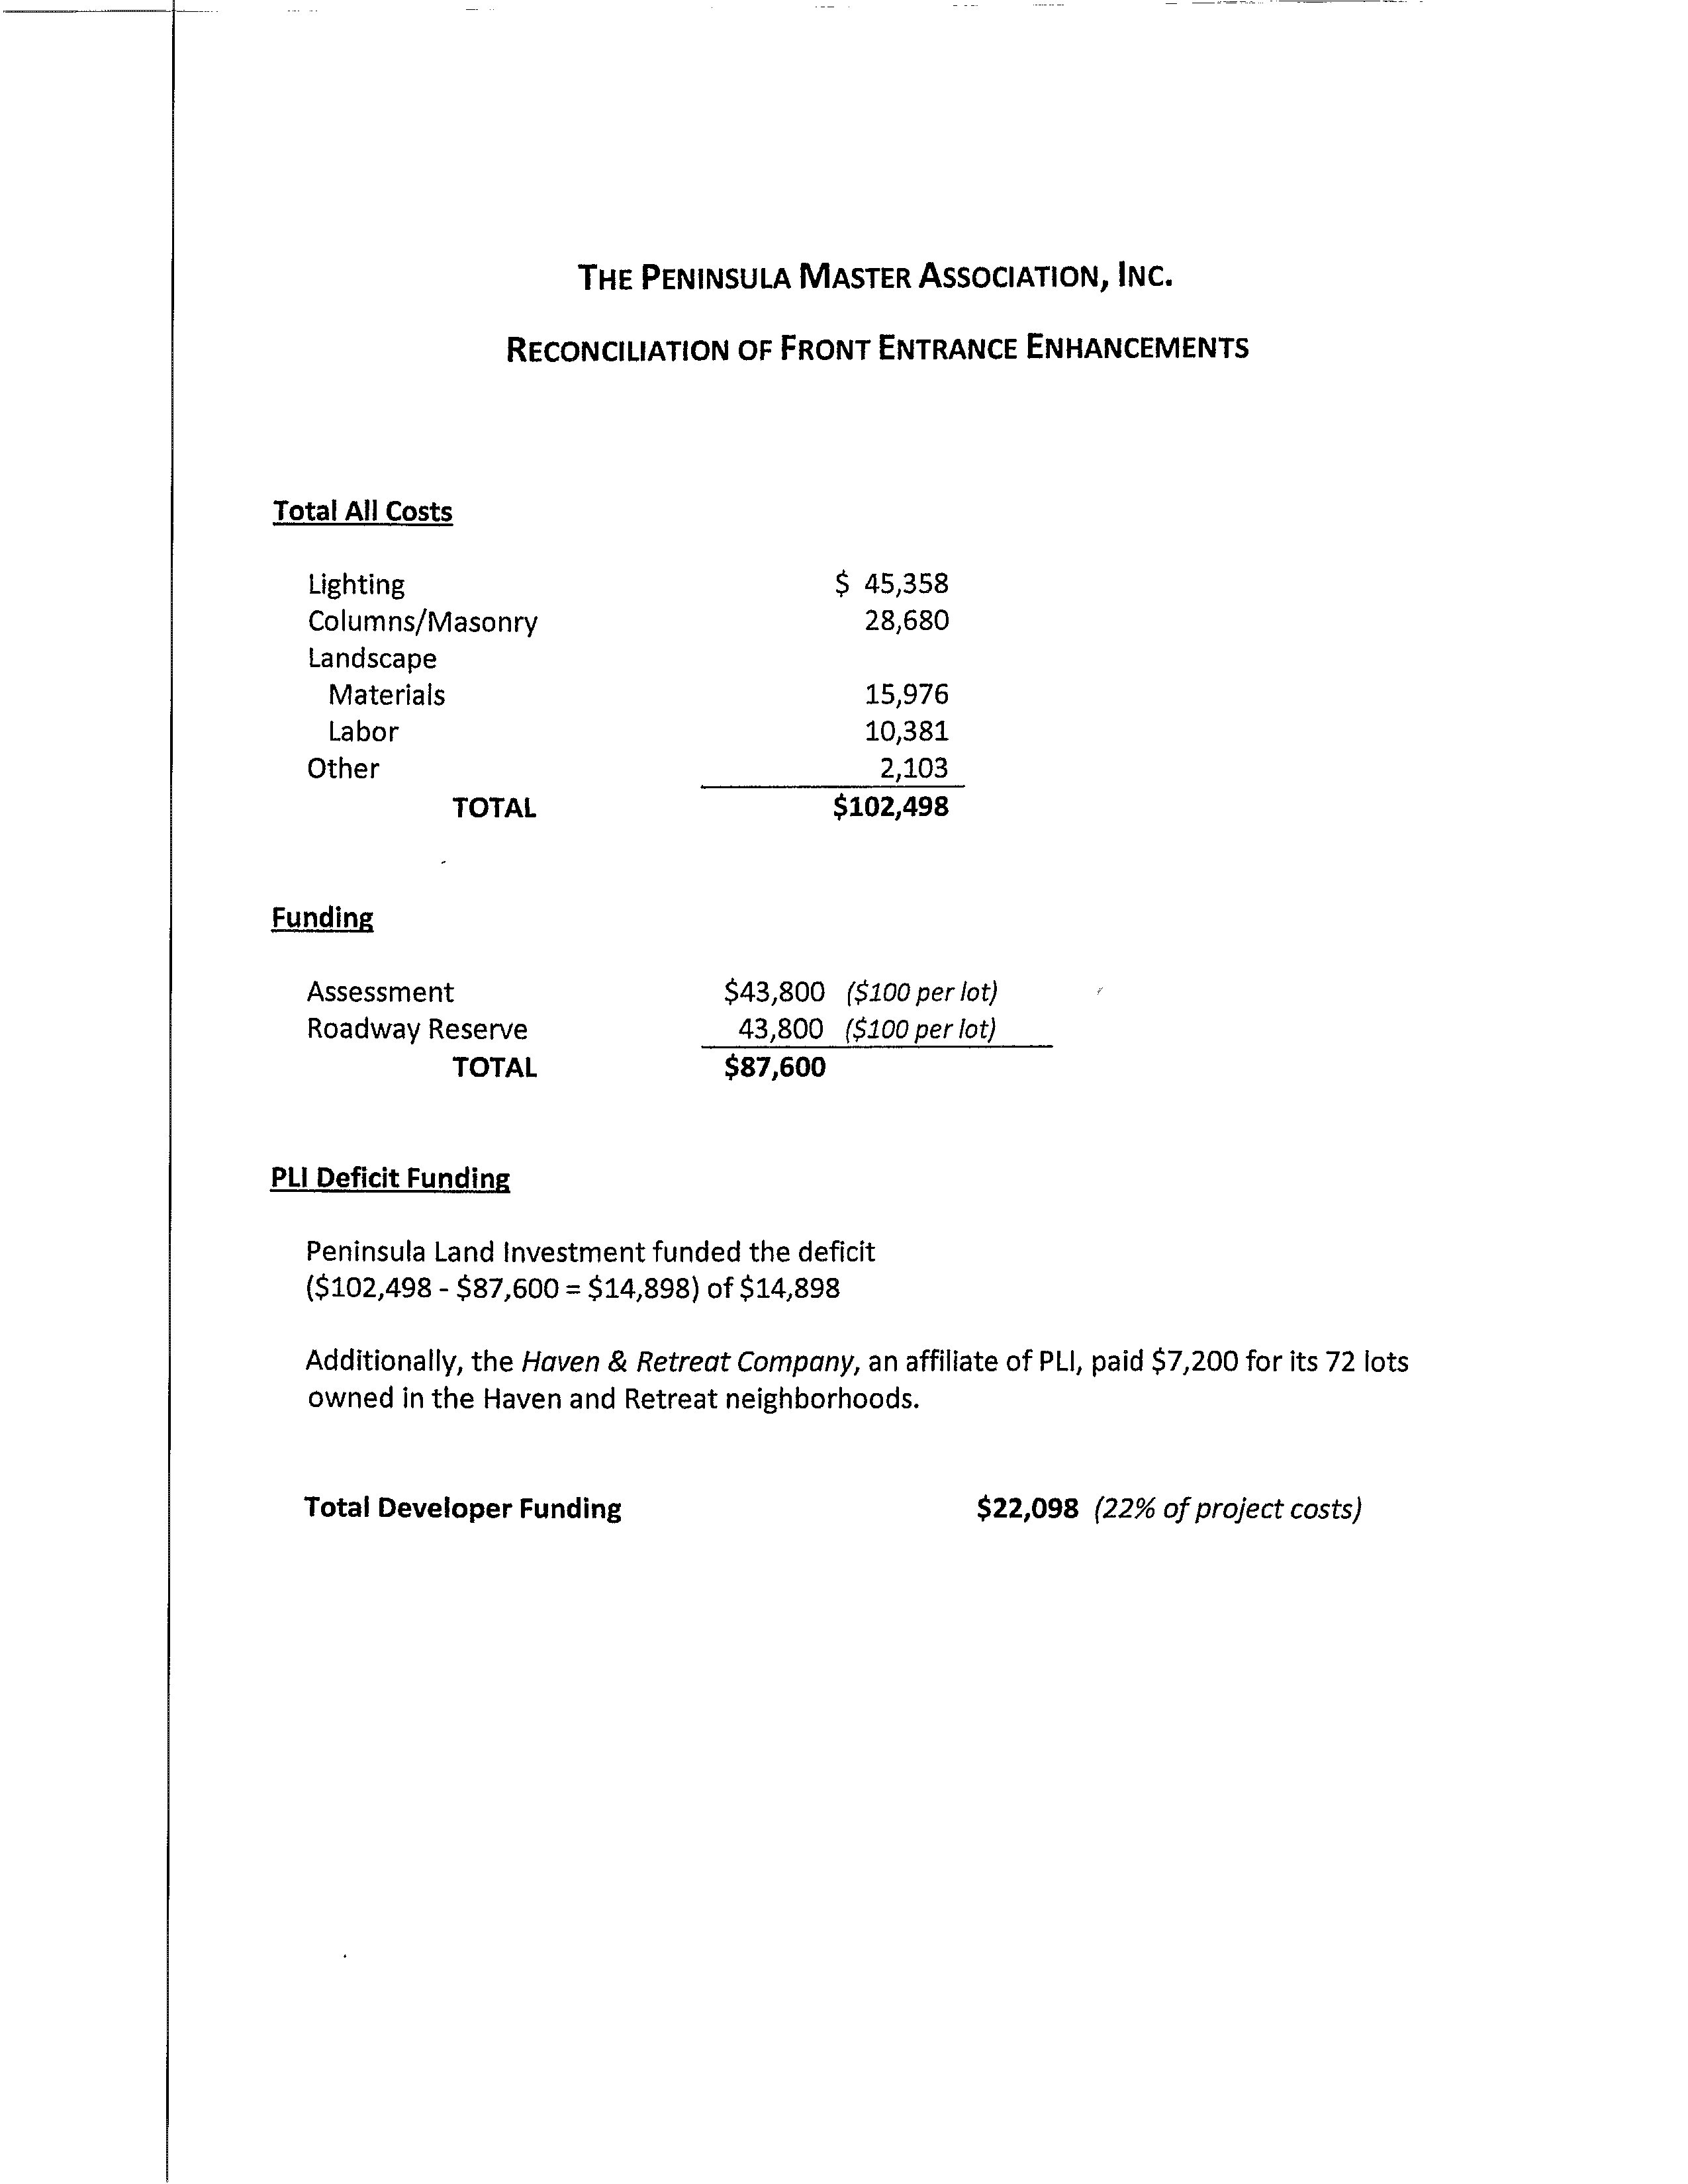 THE PENINSULA MASTER ASSOCIATION, INC.
RECONCILIATION OF FRONT ENTRANCE ENHANCEMENTS
Total All Costs
Lighting $ 45,358
Columns/Masonry 28,680
Landscape
Materials 15,976
Labor 10,381
Other 2,103
TOTAL $102,498
Funding
Assessment $43,800 ($100 per lot)
Roadway Reserve 43,800 ($100 per lot)
TOTAL $87,600
PLI Deficit Funding
Peninsula Land Investment funded the deficit
($102,498 - $87,600 = $14,898) of $14,898
Additionally, the Haven & Retreat Company, an affiliate of PLI, paid $7,200 for its 72 lots
owned in the Haven and Retreat neighborhoods.
Total Developer Funding $22,098 (22% of project costs)